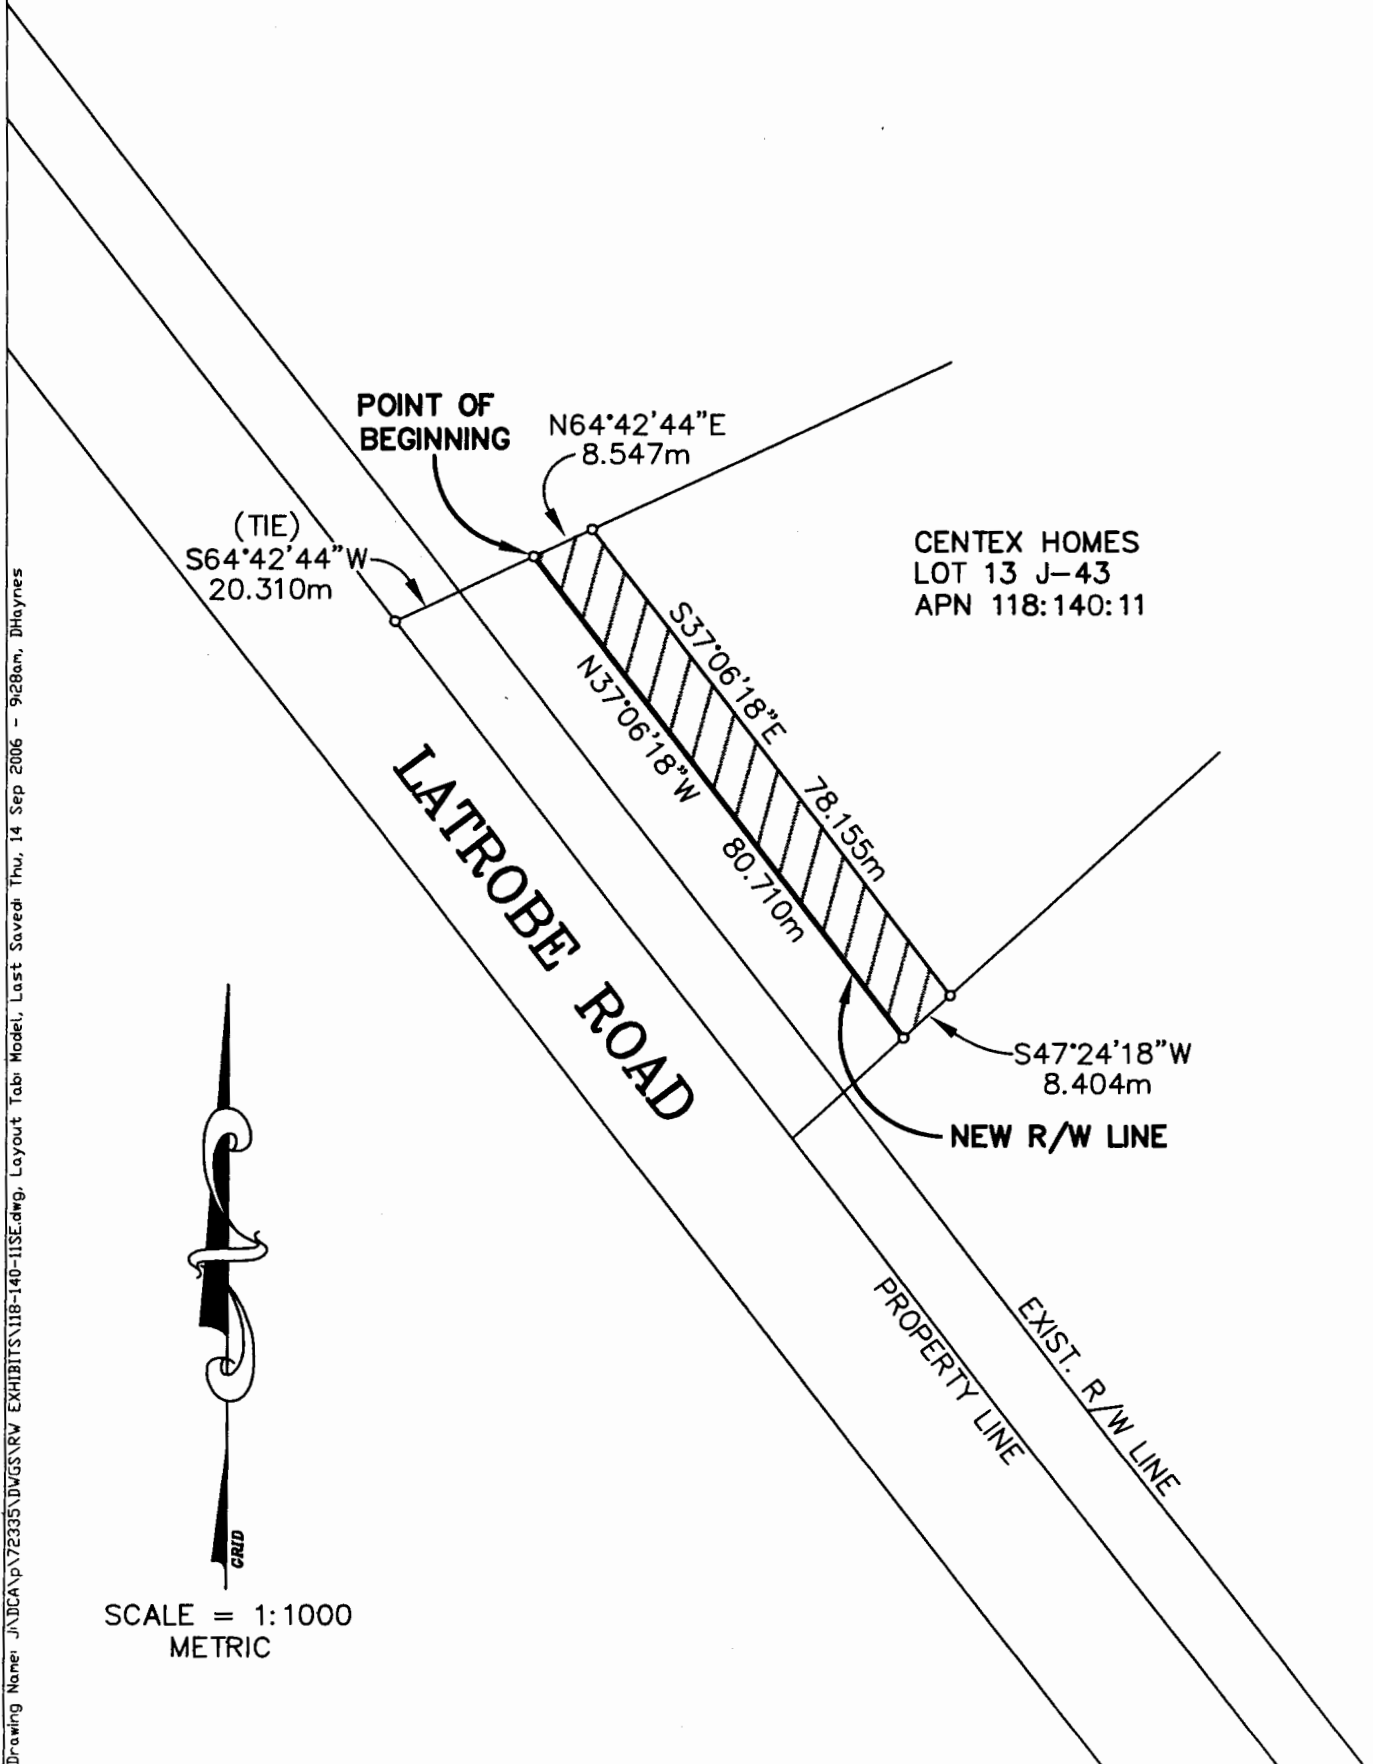 POINT OF
BEGINNING
N64°42'44"E
8.547m
(TIE)
S64°42'44"W
20.310m
CENTEX HOMES
LOT 13 J-43
APN 118:140:11
S37°06'18"E 78.155m
N37°06'18"W 80.710m
LATROBE ROAD
S47°24'18"W
8.404m
NEW R/W LINE
PROPERTY LINE
EXIST. R/W LINE
GRID
SCALE = 1:1000
METRIC
Drawing Name: J:\DCA\p\72335\DWGS\RW EXHIBITS\118-140-11SE.dwg, Layout Tab: Model, Last Saved: Thu, 14 Sep 2006 - 9:28am, DHaynes